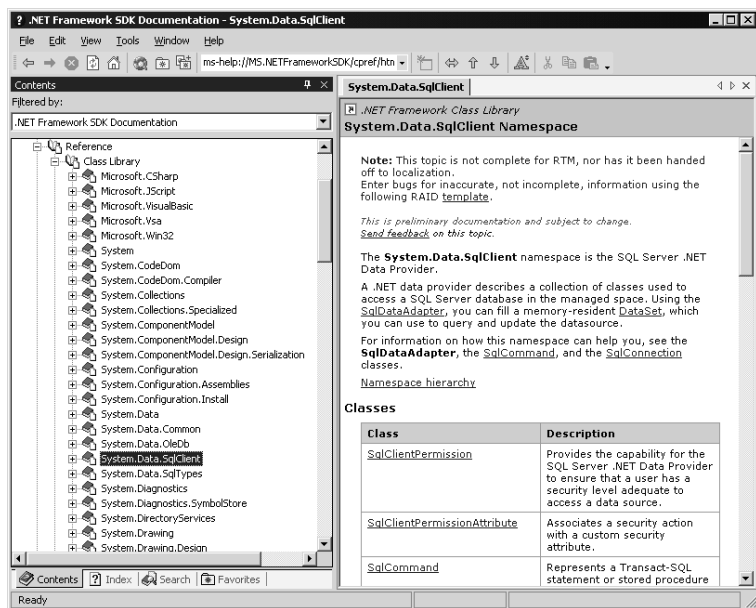 .NET Framework SDK Documentation - System.Data.SqlClient
File Edit View Tools Window Help
ms-help://MS.NETFrameworkSDK/cpref/htn
Contents
Filtered by:
.NET Framework SDK Documentation
Reference
Class Library
Microsoft.CSharp
Microsoft.JScript
Microsoft.VisualBasic
Microsoft.Vsa
Microsoft.Win32
System
System.CodeDom
System.CodeDom.Compiler
System.Collections
System.Collections.Specialized
System.ComponentModel
System.ComponentModel.Design
System.ComponentModel.Design.Serialization
System.Configuration
System.Configuration.Assemblies
System.Configuration.Install
System.Data
System.Data.Common
System.Data.OleDb
System.Data.SqlClient
System.Data.SqlTypes
System.Diagnostics
System.Diagnostics.SymbolStore
System.DirectoryServices
System.Drawing
System.Drawing.Design
Contents Index Search Favorites
Ready
System.Data.SqlClient
.NET Framework Class Library
System.Data.SqlClient Namespace
Note: This topic is not complete for RTM, nor has it been handed
off to localization.
Enter bugs for inaccurate, not incomplete, information using the
following RAID template.
This is preliminary documentation and subject to change.
Send feedback on this topic.
The System.Data.SqlClient namespace is the SQL Server .NET
Data Provider.
A .NET data provider describes a collection of classes used to
access a SQL Server database in the managed space. Using the
SqlDataAdapter, you can fill a memory-resident DataSet, which
you can use to query and update the datasource.
For information on how this namespace can help you, see the
SqlDataAdapter, the SqlCommand, and the SqlConnection
classes.
Namespace hierarchy
Classes
Class Description
SqlClientPermission Provides the capability for the
SQL Server .NET Data Provider
to ensure that a user has a
security level adequate to
access a data source.
SqlClientPermissionAttribute Associates a security action
with a custom security
attribute.
SqlCommand Represents a Transact-SQL
statement or stored procedure